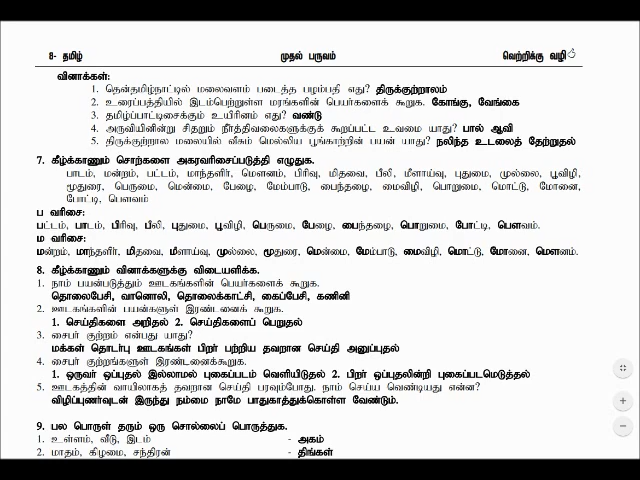 8- தமிழ் முதல் பருவம் வெற்றிக்கு வழி
வினாக்கள்:
1. தென்தமிழ்நாட்டில் மலைவளம் படைத்த பழம்பதி எது? திருக்குற்றாலம்
2. உரைப்பத்தியில் இடம்பெற்றுள்ள மரங்களின் பெயர்களைக் கூறுக. கோங்கு, வேங்கை
3. தமிழ்ப்பாட்டிசைக்கும் உயிரினம் எது? வண்டு
4. அருவியினின்று சிதறும் நீர்த்திவலைகளுக்குக் கூறப்பட்ட உவமை யாது? பால் ஆவி
5. திருக்குற்றால மலையில் வீசும் மெல்லிய பூங்காற்றின் பயன் யாது? நலிந்த உடலைத் தேற்றுதல்
7. கீழ்க்காணும் சொற்களை அகரவரிசைப்படுத்தி எழுதுக.
பாடம், மன்றம், பட்டம், மாந்தளிர், மௌனம், பிரிவு, மிதவை, பீலி, மீளாய்வு, புதுமை, முல்லை, பூவிழி,
மூதுரை, பெருமை, மென்மை, பேழை, மேம்பாடு, பைந்தழை, மைவிழி, பொறுமை, மொட்டு, மோனை,
போட்டி, பௌவம்
ப வரிசை:
பட்டம், பாடம், பிரிவு, பீலி, புதுமை, பூவிழி, பெருமை, பேழை, பைந்தழை, பொறுமை, போட்டி, பௌவம்.
ம வரிசை:
மன்றம், மாந்தளிர், மிதவை, மீளாய்வு, முல்லை, மூதுரை, மென்மை, மேம்பாடு, மைவிழி, மொட்டு, மோனை, மௌனம்.
8. கீழ்க்காணும் வினாக்களுக்கு விடையளிக்க.
1. நாம் பயன்படுத்தும் ஊடகங்களின் பெயர்களைக் கூறுக.
தொலைபேசி, வானொலி, தொலைக்காட்சி, கைப்பேசி, கணினி
2. ஊடகங்களின் பயன்களுள் இரண்டனைக் கூறுக.
1. செய்திகளை அறிதல் 2. செய்திகளைப் பெறுதல்
3. சைபர் குற்றம் என்பது யாது?
மக்கள் தொடர்பு ஊடகங்கள் பிறர் பற்றிய தவறான செய்தி அனுப்புதல்
4. சைபர் குற்றங்களுள் இரண்டனைக்கூறுக.
1. ஒருவர் ஒப்புதல் இல்லாமல் புகைப்படம் வெளியிடுதல் 2. பிறர் ஒப்புதலின்றி புகைப்படமெடுத்தல்
5. ஊடகத்தின் வாயிலாகத் தவறான செய்தி பரவும்போது. நாம் செய்ய வெண்டியது என்ன?
விழிப்புணர்வுடன் இருந்து நம்மை நாமே பாதுகாத்துக்கொள்ள வேண்டும்.
9. பல பொருள் தரும் ஒரு சொல்லைப் பொருத்துக.
1. உள்ளம், வீடு, இடம் - அகம்
2. மாதம், கிழமை, சந்திரன் - திங்கள்